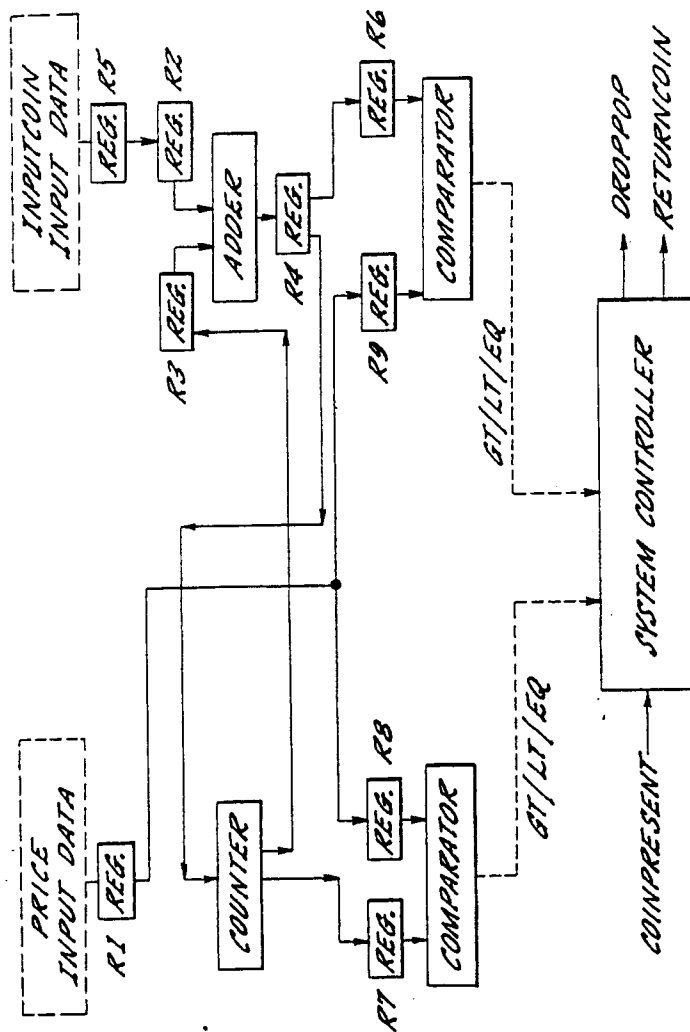 PRICE
INPUT DATA
INPUTCOIN
INPUT DATA
R1
REG.
REG.
R5
REG.
R2
R3
REG.
ADDER
R4
REG.
COUNTER
R7
REG.
REG.
R8
R9
REG.
REG.
R6
COMPARATOR
COMPARATOR
GT/LT/EQ
GT/LT/EQ
COINPRESENT
SYSTEM CONTROLLER
DROPPOP
RETURNCOIN